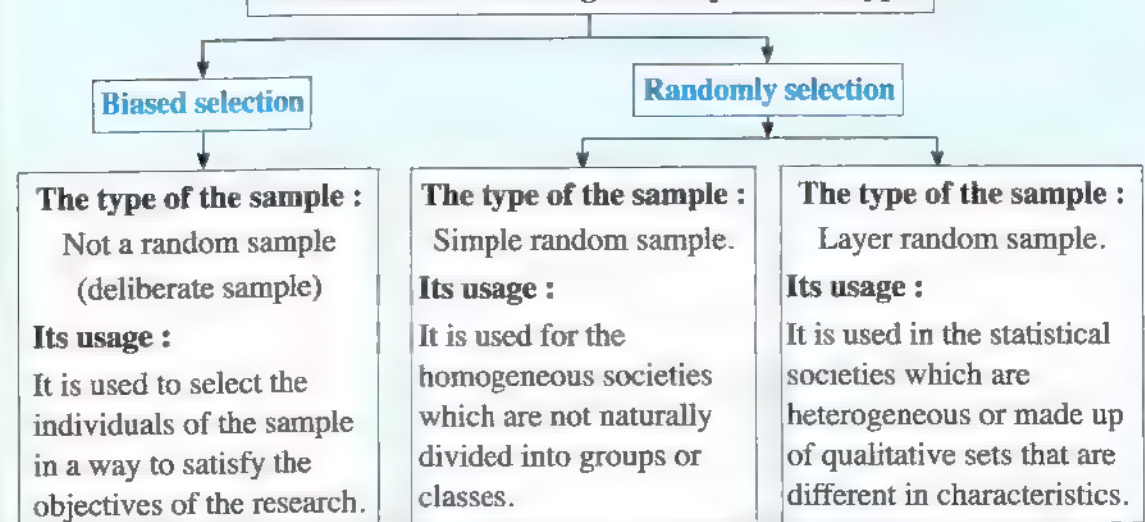 Biased selection
Randomly selection
The type of the sample :
Not a random sample
(deliberate sample)
Its usage :
It is used to select the
individuals of the sample
in a way to satisfy the
objectives of the research.
The type of the sample :
Simple random sample.
Its usage :
It is used for the
homogeneous societies
which are not naturally
divided into groups or
classes.
The type of the sample :
Layer random sample.
Its usage :
It is used in the statistical
societies which are
heterogeneous or made up
of qualitative sets that are
different in characteristics.